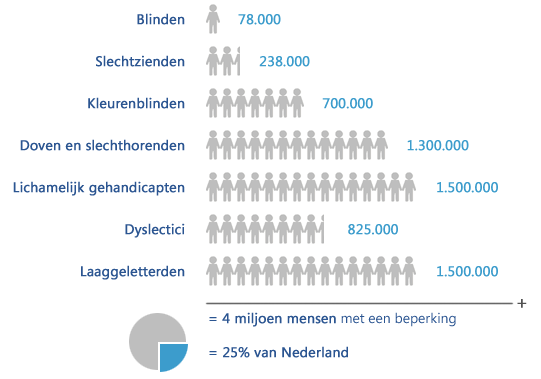 Blinden 78.000
Slechtzienden 238.000
Kleurenblinden 700.000
Doven en slechthorenden 1.300.000
Lichamelijk gehandicapten 1.500.000
Dyslectici 825.000
Laaggeletterden 1.500.000
+
= 4 miljoen mensen met een beperking
= 25% van Nederland